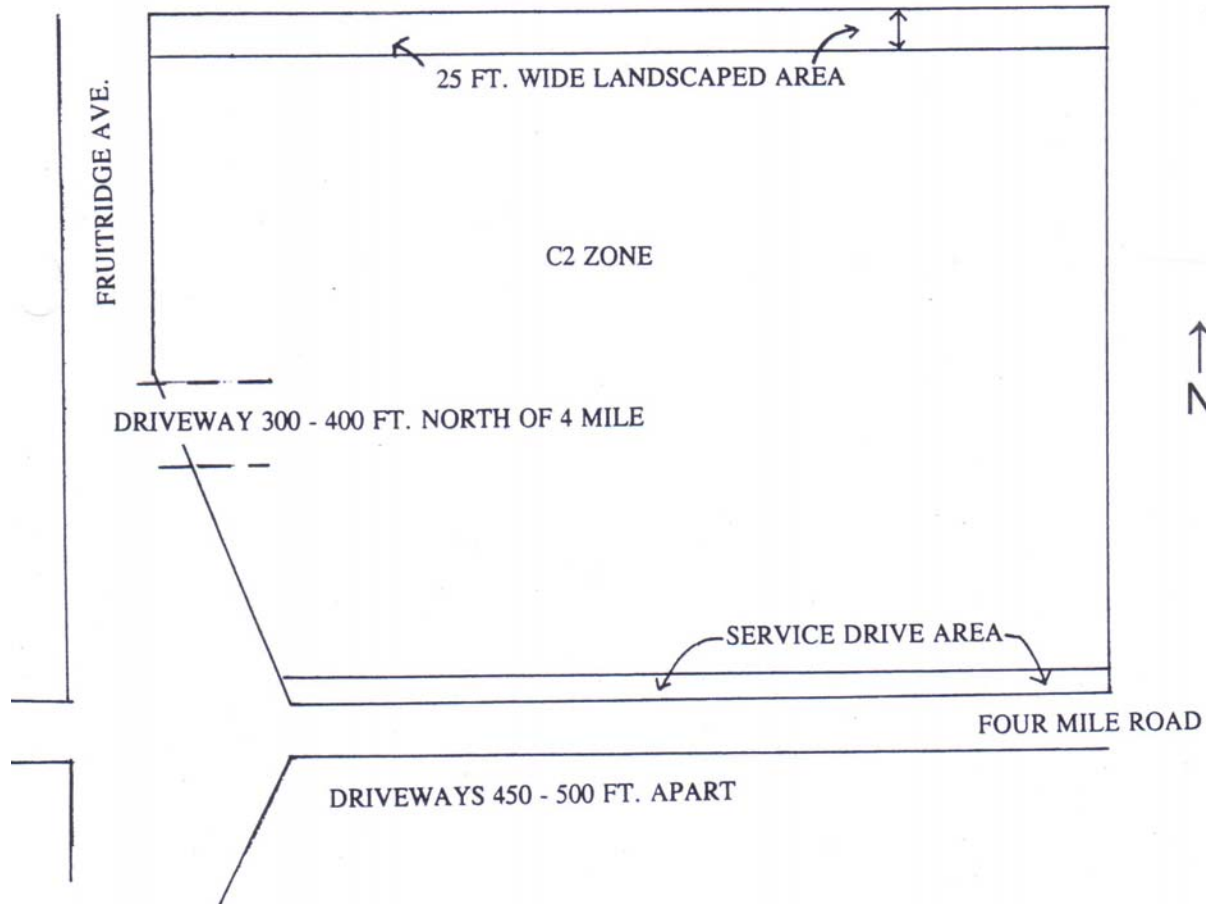 25 FT. WIDE LANDSCAPED AREA
FRUITRIDGE AVE.
C2 ZONE
N
DRIVEWAY 300 - 400 FT. NORTH OF 4 MILE
SERVICE DRIVE AREA
FOUR MILE ROAD
DRIVEWAYS 450 - 500 FT. APART